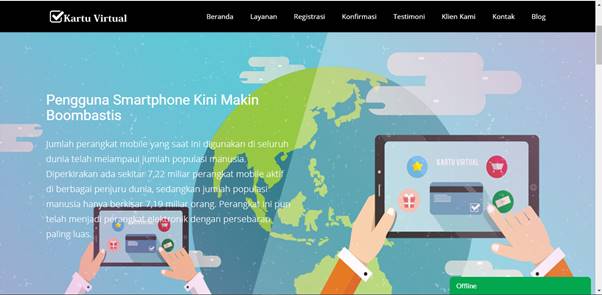 Kartu Virtual
Beranda Layanan Registrasi Konfirmasi Testimoni Klien Kami Kontak Blog
Pengguna Smartphone Kini Makin
Boombastis
Jumlah perangkat mobile yang saat ini digunakan di seluruh
dunia telah melampaui jumlah populasi manusia.
Diperkirakan ada sekitar 7,22 miliar perangkat mobile aktif
di berbagai penjuru dunia, sedangkan jumlah populasi
manusia hanya berkisar 7,19 miliar orang. Perangkat ini pun
telah menjadi perangkat elektronik dengan persebaran
paling luas.
KARTU VIRTUAL
Offline